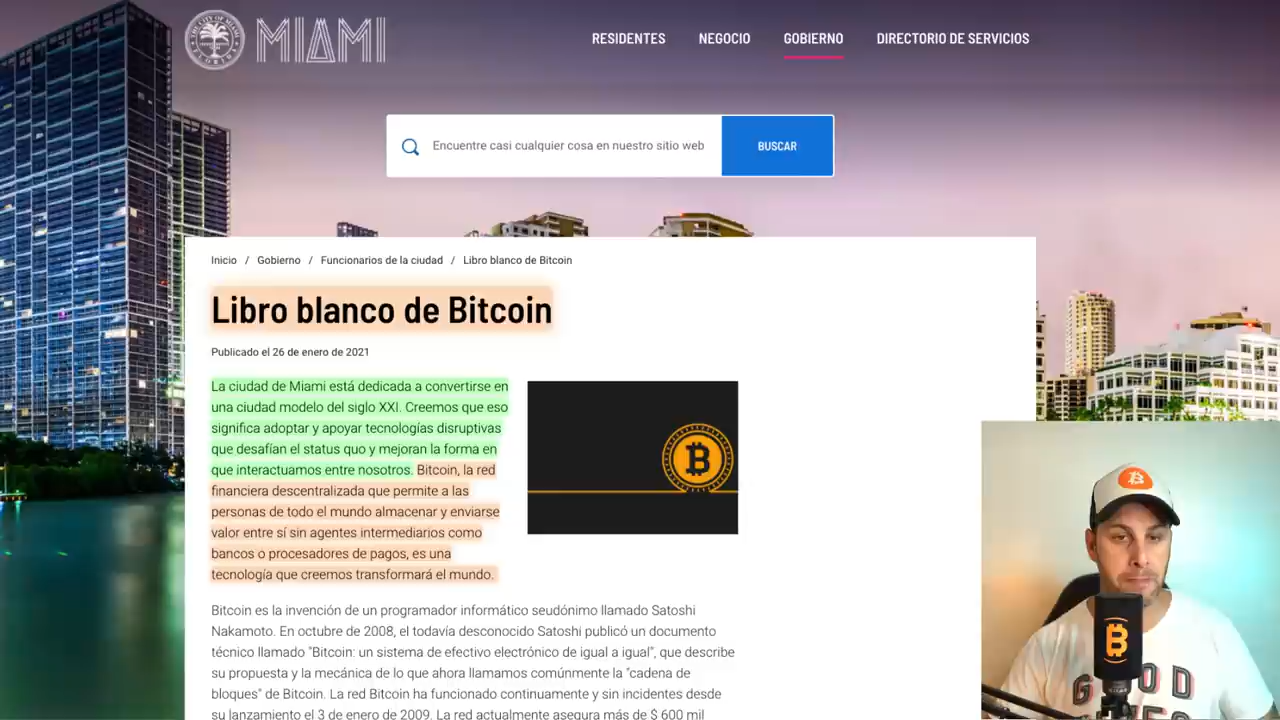 MIAMI
RESIDENTES
NEGOCIO
GOBIERNO
DIRECTORIO DE SERVICIOS
Encuentre casi cualquier cosa en nuestro sitio web
BUSCAR
Inicio / Gobierno / Funcionarios de la ciudad / Libro blanco de Bitcoin
Libro blanco de Bitcoin
Publicado el 26 de enero de 2021
La ciudad de Miami está dedicada a convertirse en
una ciudad modelo del siglo XXI. Creemos que eso
significa adoptar y apoyar tecnologías disruptivas
que desafían el status quo y mejoran la forma en
que interactuamos entre nosotros. Bitcoin, la red
financiera descentralizada que permite a las
personas de todo el mundo almacenar y enviarse
valor entre sí sin agentes intermediarios como
bancos o procesadores de pagos, es una
tecnología que creemos transformará el mundo.
Bitcoin es la invención de un programador informático seudónimo llamado Satoshi
Nakamoto. En octubre de 2008, el todavía desconocido Satoshi publicó un documento
técnico llamado "Bitcoin: un sistema de efectivo electrónico de igual a igual", que describe
su propuesta y la mecánica de lo que ahora llamamos comúnmente la "cadena de
bloques" de Bitcoin. La red Bitcoin ha funcionado continuamente y sin incidentes desde
su lanzamiento el 3 de enero de 2009. La red actualmente asegura más de $ 600 mil